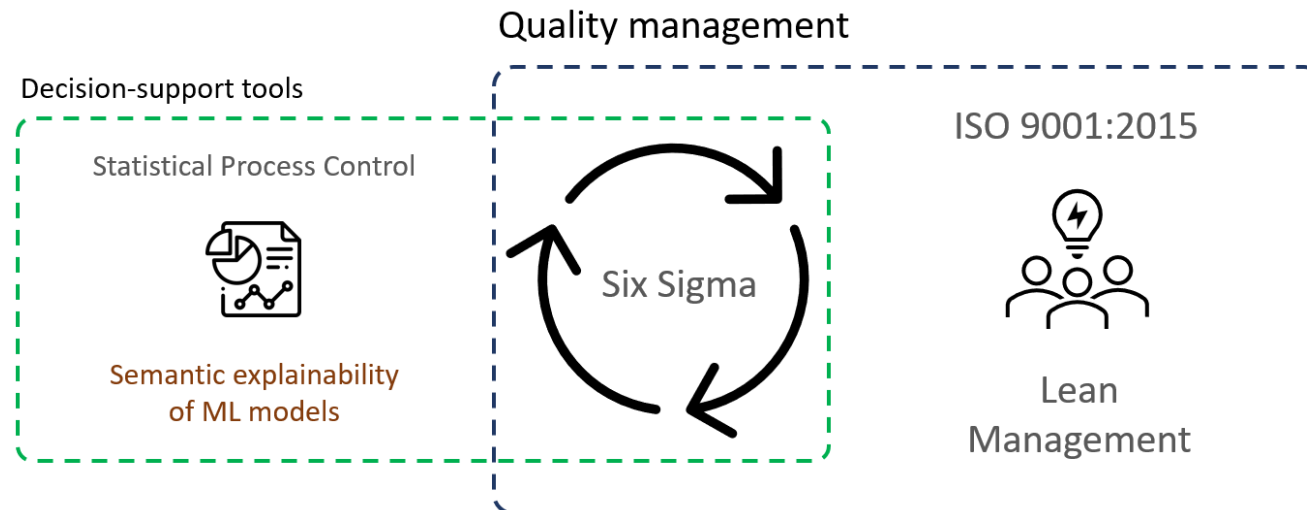 Quality management
Decision-support tools
Statistical Process Control
Semantic explainability
of ML models
Six Sigma
ISO 9001:2015
Lean
Management